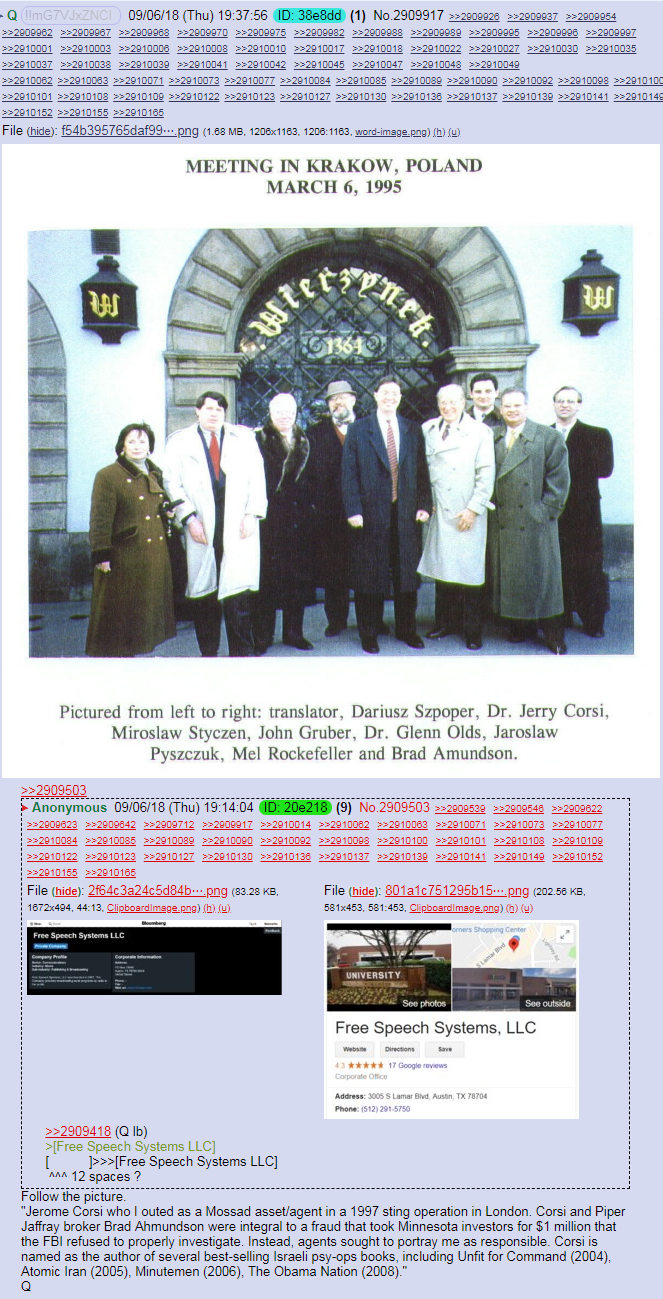 Q !!mG7VJxZNCI 09/06/18 (Thu) 19:37:56 ID: 38e8dd (1) No.2909917 >>2909926 >>2909937 >>2909954
>>2909962 >>2909967 >>2909968 >>2909970 >>2909975 >>2909982 >>2909988 >>2909989 >>2909995 >>2909996 >>2909997
>>2910001 >>2910003 >>2910006 >>2910008 >>2910010 >>2910017 >>2910018 >>2910022 >>2910027 >>2910030 >>2910035
>>2910037 >>2910038 >>2910039 >>2910041 >>2910042 >>2910045 >>2910047 >>2910048 >>2910049
>>2910062 >>2910063 >>2910071 >>2910073 >>2910077 >>2910084 >>2910085 >>2910089 >>2910090 >>2910092 >>2910098 >>2910100
>>2910101 >>2910108 >>2910109 >>2910122 >>2910123 >>2910127 >>2910130 >>2910136 >>2910137 >>2910139 >>2910141 >>2910149
>>2910152 >>2910155 >>2910165
File (hide): f54b395765daf99···.png (1.68 MB, 1206x1163, 1206:1163, word-image.png) (h) (u)
MEETING IN KRAKOW, POLAND
MARCH 6, 1995
Wierzynek
1364
W
W
Pictured from left to right: translator, Dariusz Szpoper, Dr. Jerry Corsi,
Miroslaw Styczen, John Gruber, Dr. Glenn Olds, Jaroslaw
Pyszczuk, Mel Rockefeller and Brad Amundson.
>>2909503
Anonymous 09/06/18 (Thu) 19:14:04 ID: 20e218 (9) No.2909503 >>2909539 >>2909546 >>2909622
>>2909623 >>2909642 >>2909712 >>2909917 >>2910014 >>2910062 >>2910063 >>2910071 >>2910073 >>2910077
>>2910084 >>2910085 >>2910089 >>2910090 >>2910092 >>2910098 >>2910100 >>2910101 >>2910108 >>2910109
>>2910122 >>2910123 >>2910127 >>2910130 >>2910136 >>2910137 >>2910139 >>2910141 >>2910149 >>2910152
>>2910155 >>2910165
File (hide): 2f64c3a24c5d84b···.png (83.28 KB,
1672x494, 44:13, ClipboardImage.png) (h) (u)
File (hide): 801a1c751295b15···.png (202.56 KB,
581x453, 581:453, ClipboardImage.png) (h) (u)
Bloomberg
Free Speech Systems LLC
Private Company
Company Profile
Corporate Information
UNIVERSITY
See photos
orners Shopping Center
S Lamar Blvd
See outside
Free Speech Systems, LLC
Website Directions Save
4.3 ★★★★★ 17 Google reviews
Corporate Office
Address: 3005 S Lamar Blvd, Austin, TX 78704
Phone: (512) 291-5750
>>2909418 (Q lb)
>[Free Speech Systems LLC]
[ ]>>>[Free Speech Systems LLC]
^^^ 12 spaces ?
Follow the picture.
"Jerome Corsi who I outed as a Mossad asset/agent in a 1997 sting operation in London. Corsi and Piper
Jaffray broker Brad Ahmundson were integral to a fraud that took Minnesota investors for $1 million that
the FBI refused to properly investigate. Instead, agents sought to portray me as responsible. Corsi is
named as the author of several best-selling Israeli psy-ops books, including Unfit for Command (2004),
Atomic Iran (2005), Minutemen (2006), The Obama Nation (2008)."
Q